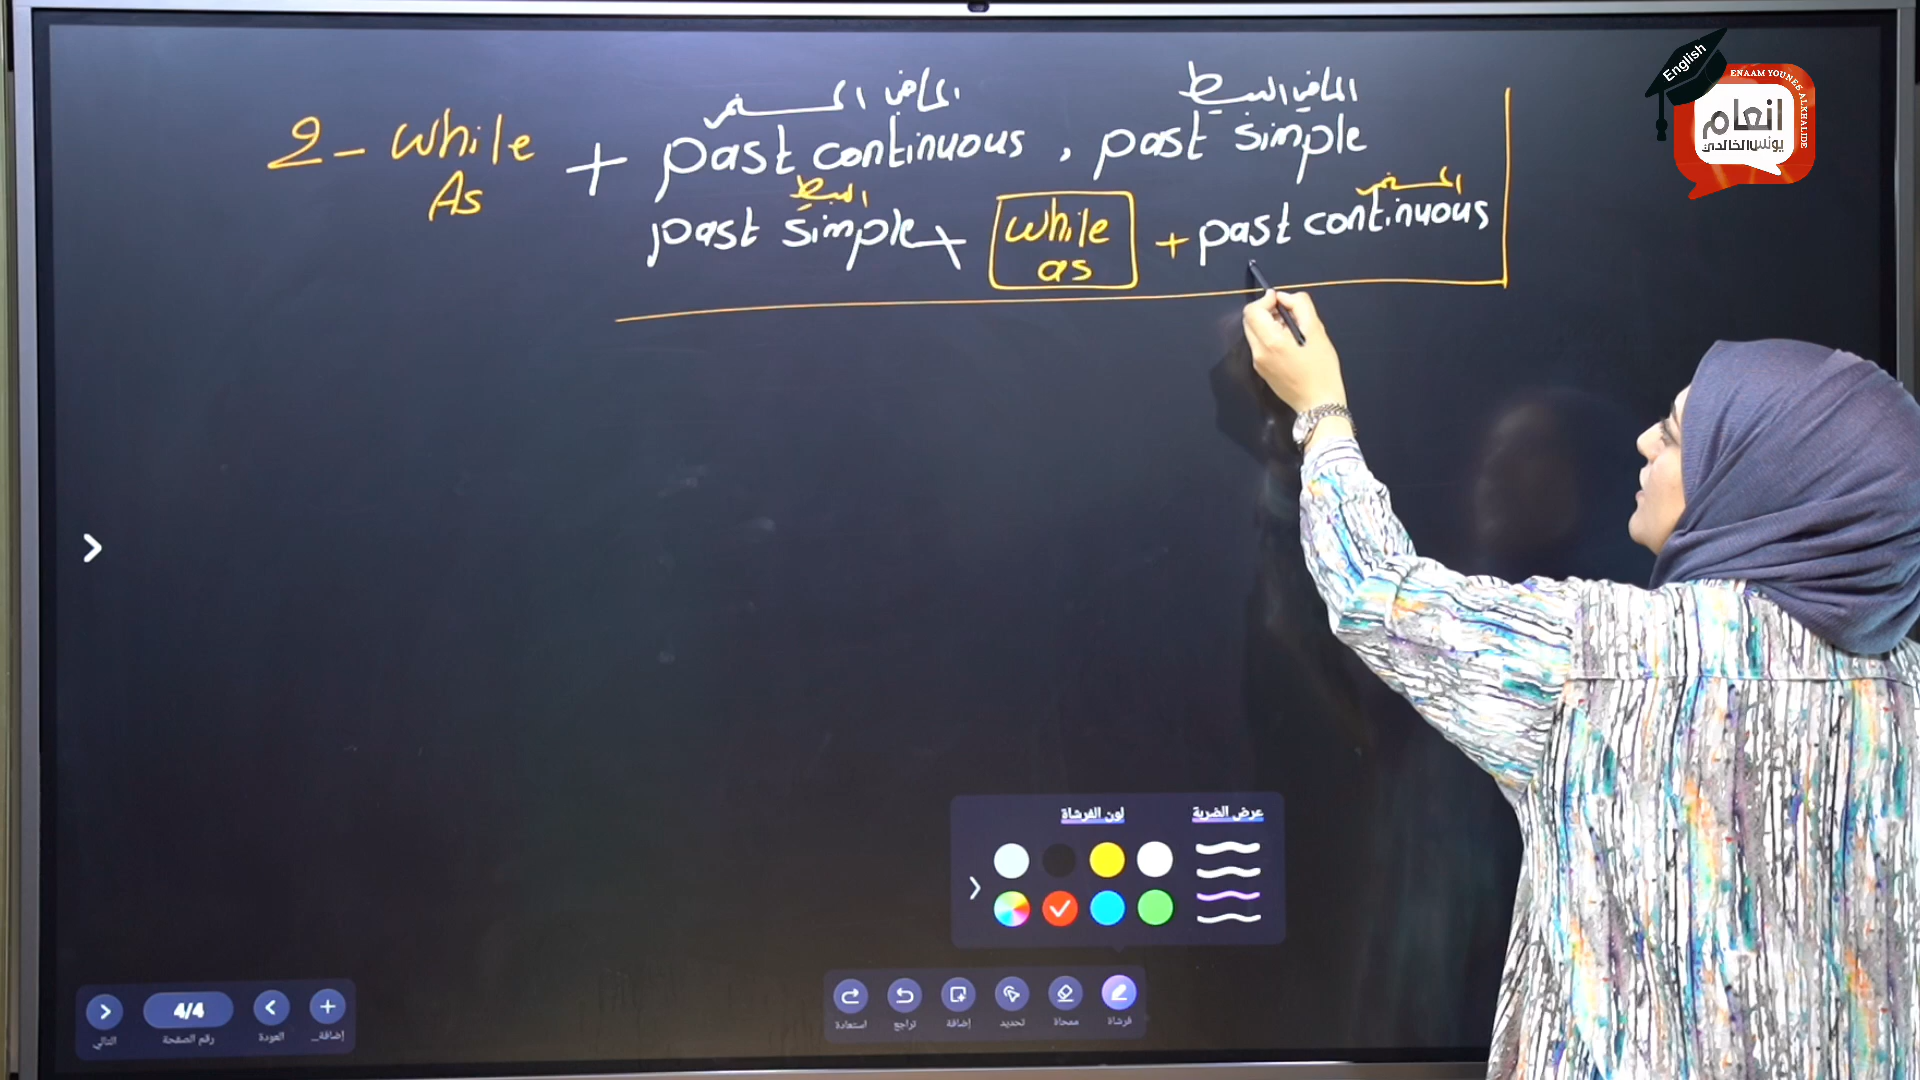 الماضي المستمر الماضي البسيط
2- While + past continuous , past simple
As البسيط المستمر
past simple + while + past continuous
as
English
ENAAM YOUNES ALKHALIDE
انعام
يونس الخالدي
لون الفرشاة عرض الضربة
التالي 4/4 رقم الصفحة العودة إضافة...
استعادة تراجع إضافة تحديد ممحاة فرشاة